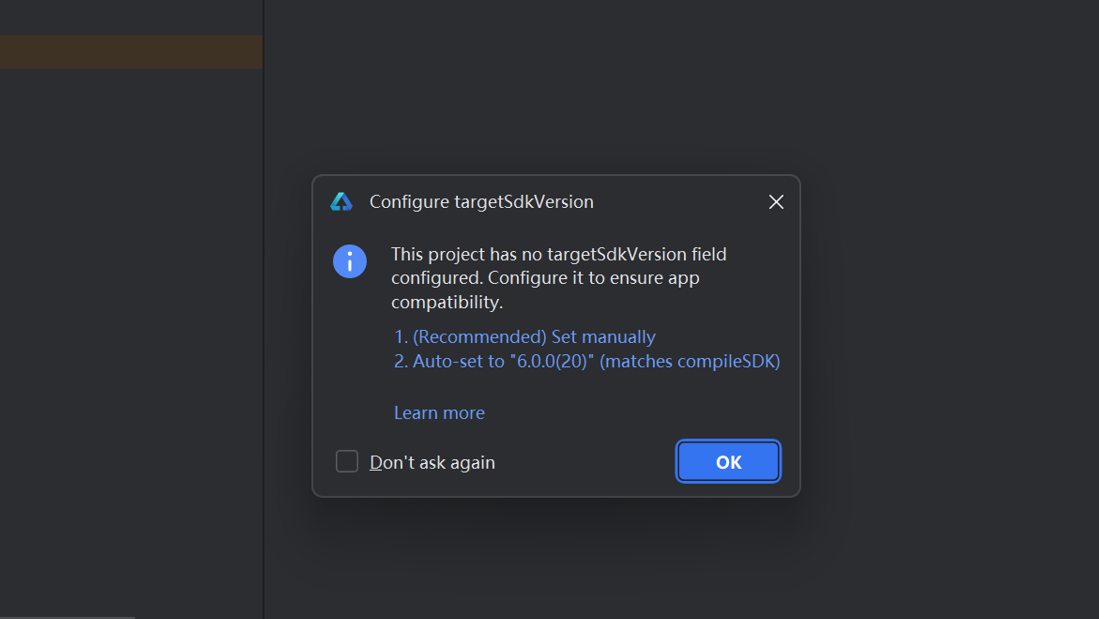 Configure targetSdkVersion
This project has no targetSdkVersion field
configured. Configure it to ensure app
compatibility.
1. (Recommended) Set manually
2. Auto-set to "6.0.0(20)" (matches compileSDK)
Learn more
Don't ask again
OK